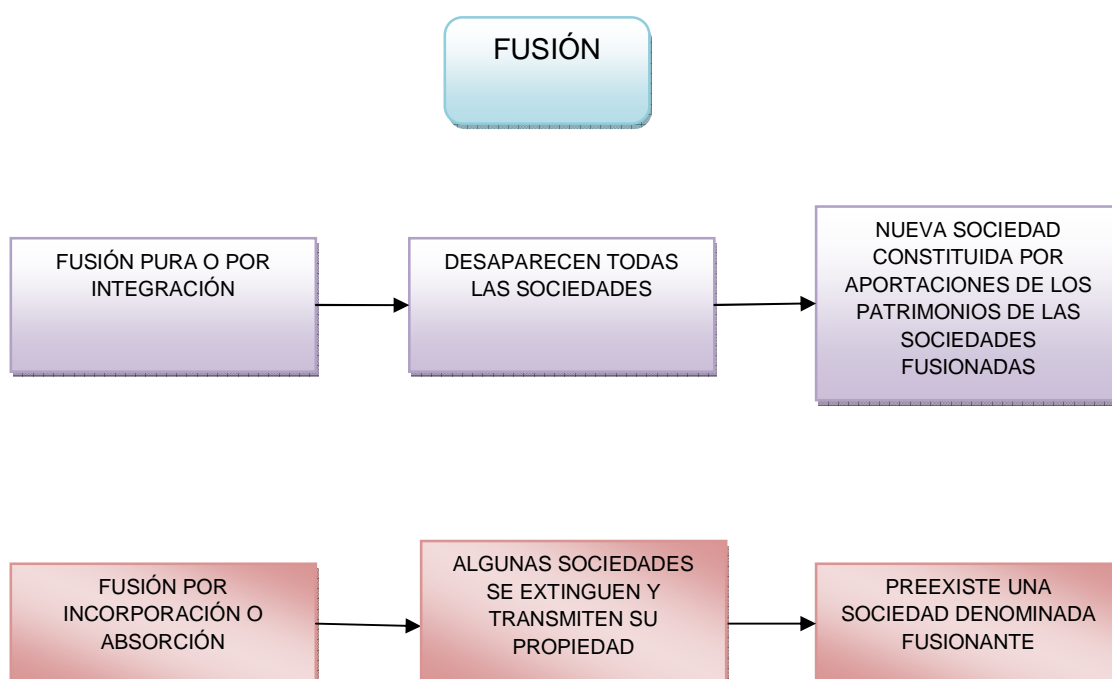 FUSIÓN
FUSIÓN PURA O POR
INTEGRACIÓN
DESAPARECEN TODAS
LAS SOCIEDADES
NUEVA SOCIEDAD
CONSTITUIDA POR
APORTACIONES DE LOS
PATRIMONIOS DE LAS
SOCIEDADES
FUSIONADAS
FUSIÓN POR
INCORPORACIÓN O
ABSORCIÓN
ALGUNAS SOCIEDADES
SE EXTINGUEN Y
TRANSMITEN SU
PROPIEDAD
PREEXISTE UNA
SOCIEDAD DENOMINADA
FUSIONANTE